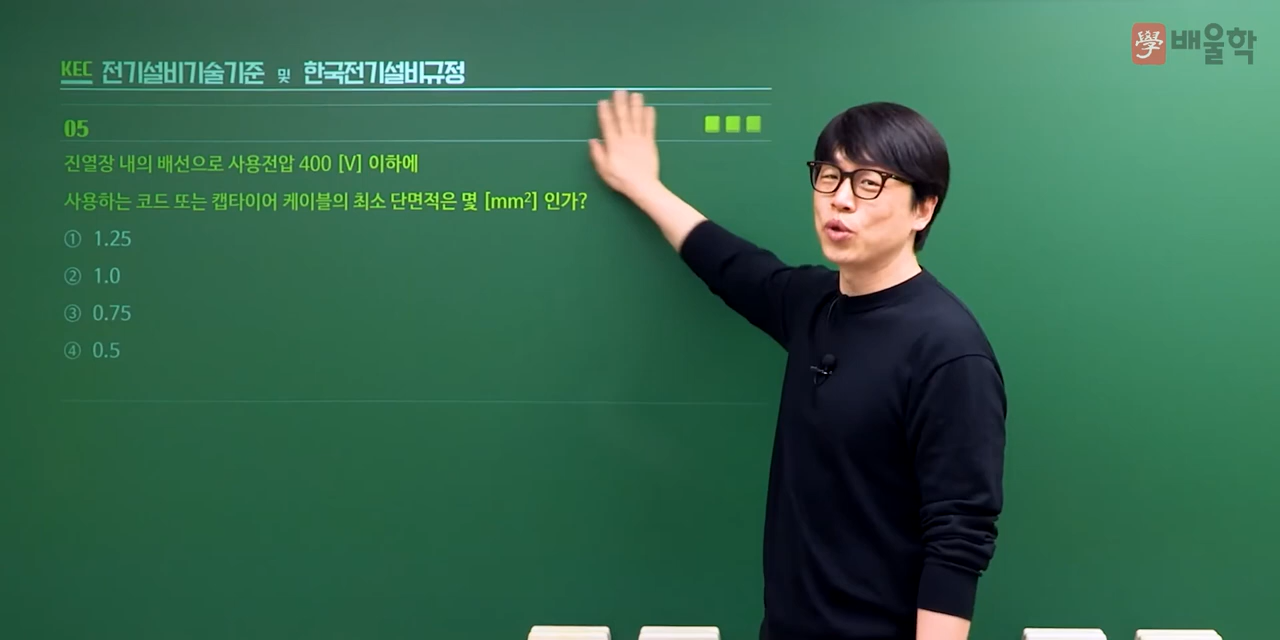 學 배울학
KEC 전기설비기술기준 및 한국전기설비규정
05
진열장 내의 배선으로 사용전압 400 [V] 이하에
사용하는 코드 또는 캡타이어 케이블의 최소 단면적은 몇 [mm²] 인가?
① 1.25
② 1.0
③ 0.75
④ 0.5